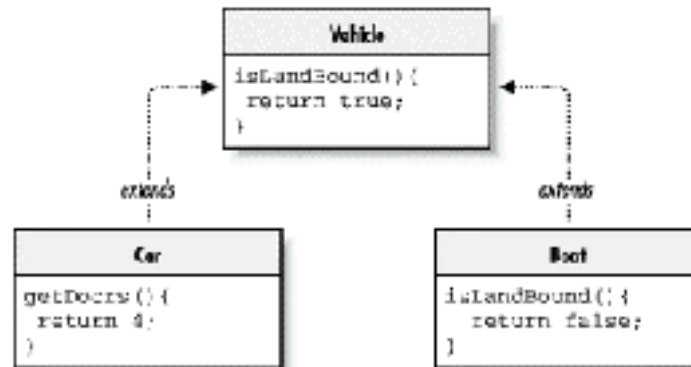 Vehicle
isLandBound(){
return true;
}
extends
extends
Car
getDoors(){
return 4;
}
Boat
isLandBound(){
return false;
}